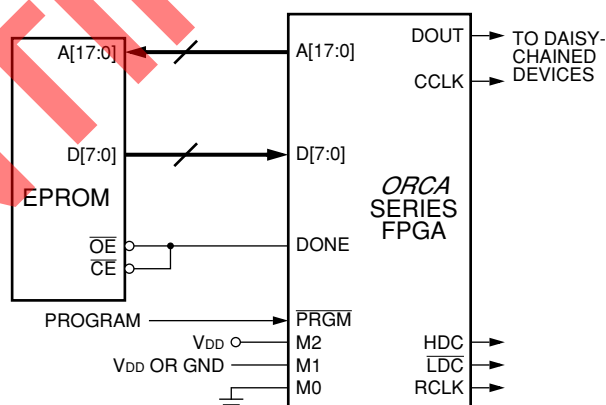 A[17:0]
A[17:0]
DOUT
TO DAISY-
CHAINED
DEVICES
CCLK
D[7:0]
D[7:0]
EPROM
ORCA
SERIES
FPGA
OE
CE
DONE
PROGRAM
PRGM
VDD
M2
HDC
VDD OR GND
M1
LDC
M0
RCLK